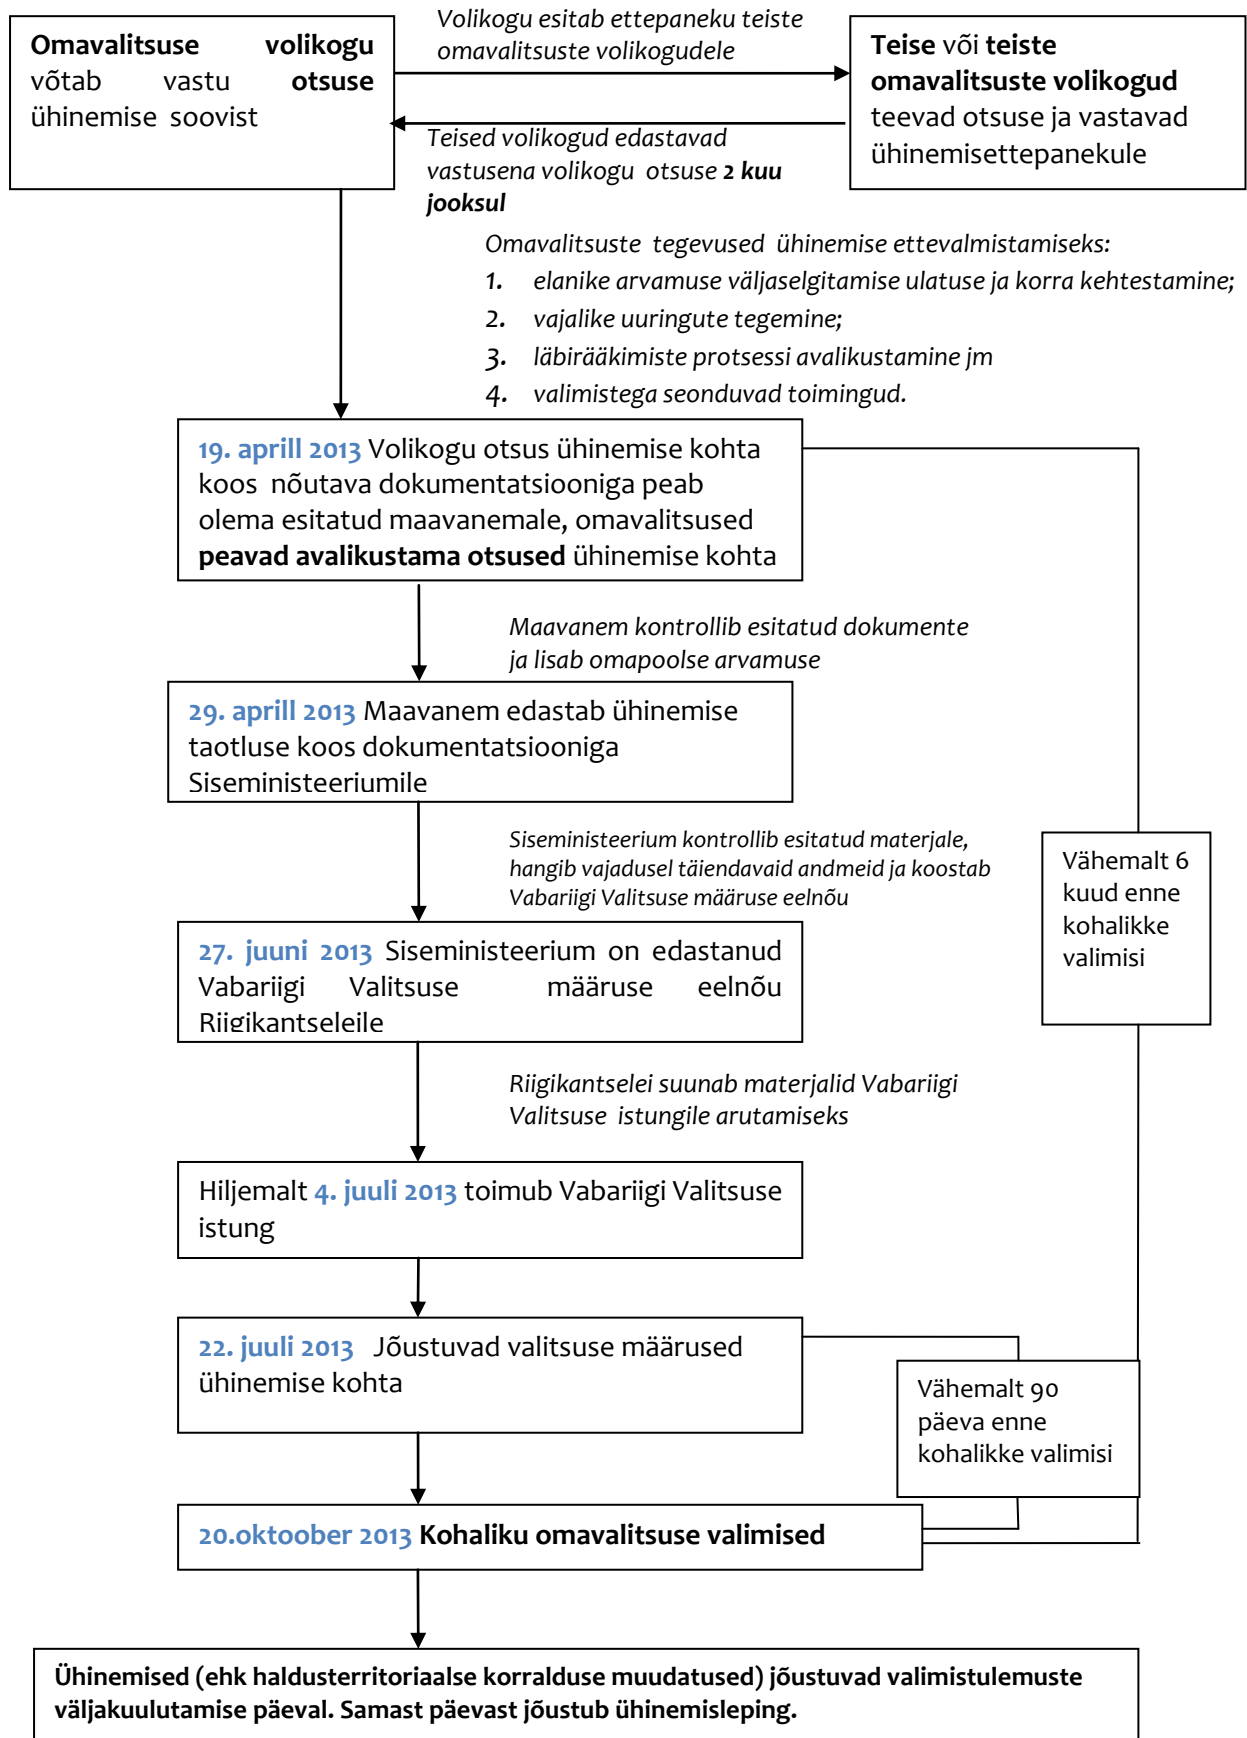 Omavalitsuse volikogu
võtab vastu otsuse
ühinemise soovist
Volikogu esitab ettepaneku teiste
omavalitsuste volikogudele
Teise või teiste
omavalitsuste volikogud
teevad otsuse ja vastavad
ühinemisettepanekule
Teised volikogud edastavad
vastusena volikogu otsuse 2 kuu
jooksul
Omavalitsuste tegevused ühinemise ettevalmistamiseks:
1. elanike arvamuse väljaselgitamise ulatuse ja korra kehtestamine;
2. vajalike uuringute tegemine;
3. läbirääkimiste protsessi avalikustamine jm
4. valimistega seonduvad toimingud.
19. aprill 2013 Volikogu otsus ühinemise kohta
koos nõutava dokumentatsiooniga peab
olema esitatud maavanemale, omavalitsused
peavad avalikustama otsused ühinemise kohta
Maavanem kontrollib esitatud dokumente
ja lisab omapoolse arvamuse
29. aprill 2013 Maavanem edastab ühinemise
taotluse koos dokumentatsiooniga
Siseministeeriumile
Siseministeerium kontrollib esitatud materjale,
hangib vajadusel täiendavaid andmeid ja koostab
Vabariigi Valitsuse määruse eelnõu
Vähemalt 6
kuud enne
kohalikke
valimisi
27. juuni 2013 Siseministeerium on edastanud
Vabariigi Valitsuse määruse eelnõu
Riigikantseleile
Riigikantselei suunab materjalid Vabariigi
Valitsuse istungile arutamiseks
Hiljemalt 4. juuli 2013 toimub Vabariigi Valitsuse
istung
22. juuli 2013 Jõustuvad valitsuse määrused
ühinemise kohta
Vähemalt 90
päeva enne
kohalikke valimisi
20.oktoober 2013 Kohaliku omavalitsuse valimised
Ühinemised (ehk haldusterritoriaalse korralduse muudatused) jõustuvad valimistulemuste
väljakuulutamise päeval. Samast päevast jõustub ühinemisleping.